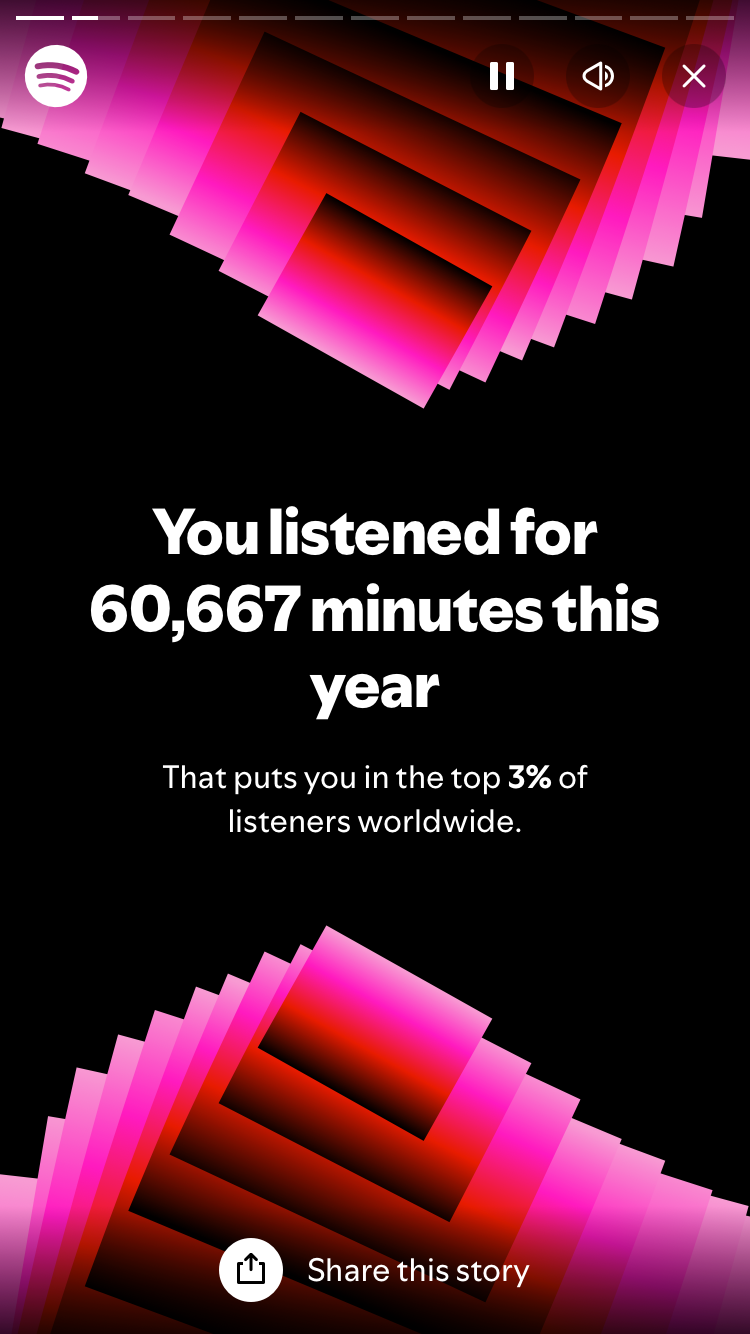 You listened for
60,667 minutes this
year
That puts you in the top 3% of
listeners worldwide.
Share this story